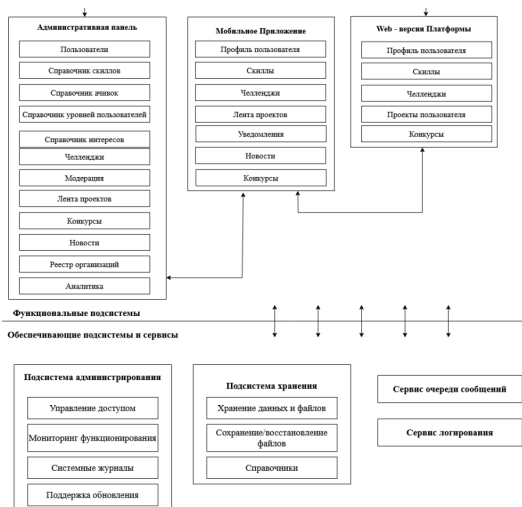 Административная панель
Пользователи
Справочник скиллов
Справочник ачивок
Справочник уровней пользователей
Справочник интересов
Челленджи
Модерация
Лента проектов
Конкурсы
Новости
Реестр организаций
Аналитика
Мобильное Приложение
Профиль пользователя
Скиллы
Челленджи
Лента проектов
Уведомления
Новости
Конкурсы
Web - версия Платформы
Профиль пользователя
Скиллы
Челленджи
Проекты пользователя
Конкурсы
Функциональные подсистемы
Обеспечивающие подсистемы и сервисы
Подсистема администрирования
Управление доступом
Мониторинг функционирования
Системные журналы
Поддержка обновления
Подсистема хранения
Хранение данных и файлов
Сохранение/восстановление
файлов
Справочники
Сервис очереди сообщений
Сервис логирования